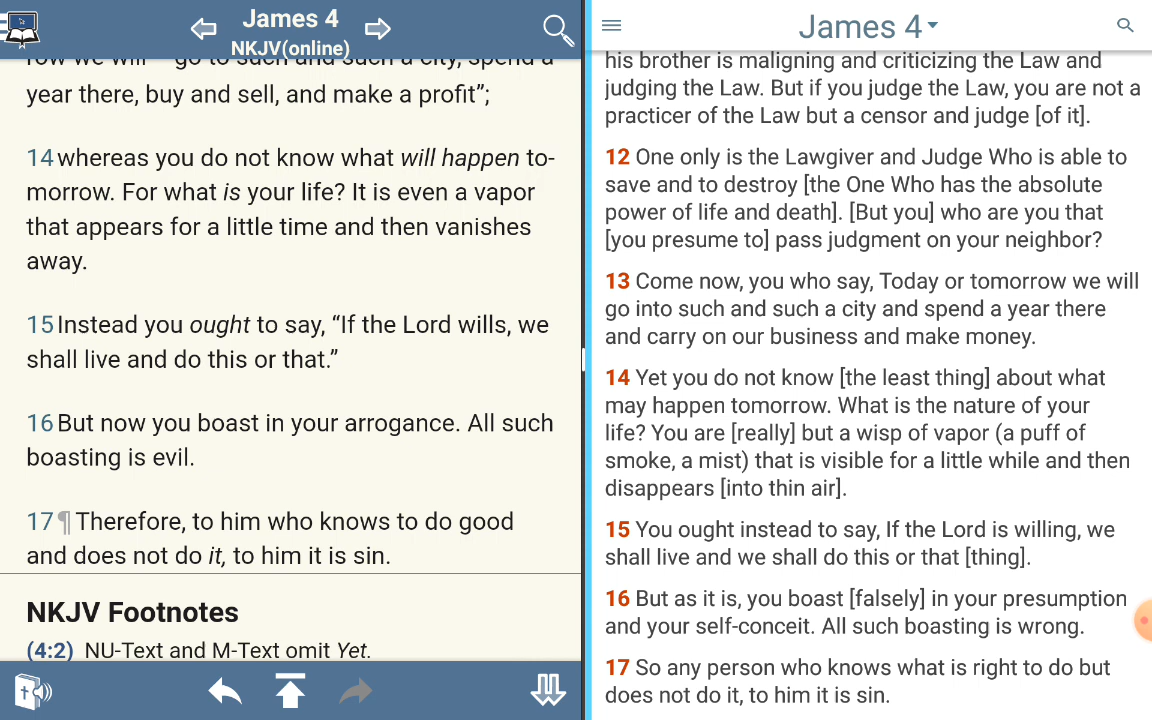 James 4
NKJV(online)
row we will “go to such and such a city, spend a
year there, buy and sell, and make a profit”;
14 whereas you do not know what will happen to-
morrow. For what is your life? It is even a vapor
that appears for a little time and then vanishes
away.
15 Instead you ought to say, “If the Lord wills, we
shall live and do this or that.”
16 But now you boast in your arrogance. All such
boasting is evil.
17 ¶ Therefore, to him who knows to do good
and does not do it, to him it is sin.
NKJV Footnotes
(4:2) NU-Text and M-Text omit Yet.
James 4
his brother is maligning and criticizing the Law and
judging the Law. But if you judge the Law, you are not a
practicer of the Law but a censor and judge [of it].
12 One only is the Lawgiver and Judge Who is able to
save and to destroy [the One Who has the absolute
power of life and death]. [But you] who are you that
[you presume to] pass judgment on your neighbor?
13 Come now, you who say, Today or tomorrow we will
go into such and such a city and spend a year there
and carry on our business and make money.
14 Yet you do not know [the least thing] about what
may happen tomorrow. What is the nature of your
life? You are [really] but a wisp of vapor (a puff of
smoke, a mist) that is visible for a little while and then
disappears [into thin air].
15 You ought instead to say, If the Lord is willing, we
shall live and we shall do this or that [thing].
16 But as it is, you boast [falsely] in your presumption
and your self-conceit. All such boasting is wrong.
17 So any person who knows what is right to do but
does not do it, to him it is sin.